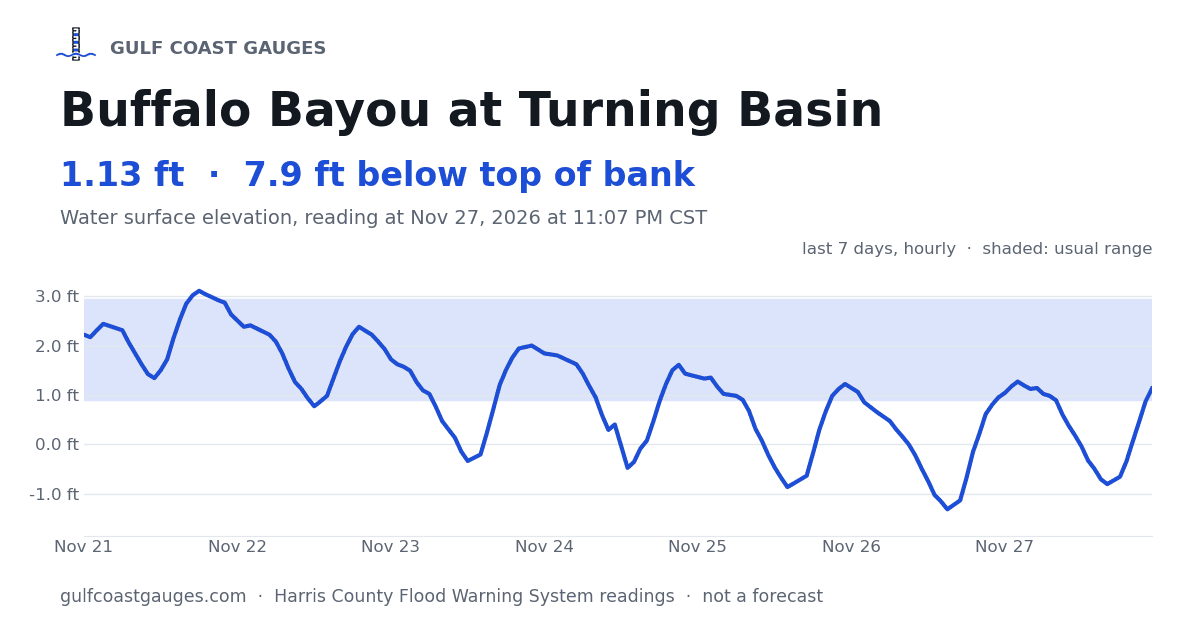 GULF COAST GAUGES
Buffalo Bayou at Turning Basin
1.13 ft · 7.9 ft below top of bank
Water surface elevation, reading at Nov 27, 2026 at 11:07 PM CST
last 7 days, hourly · shaded: usual range
3.0 ft
2.0 ft
1.0 ft
0.0 ft
-1.0 ft
Nov 21 Nov 22 Nov 23 Nov 24 Nov 25 Nov 26 Nov 27
gulfcoastgauges.com · Harris County Flood Warning System readings · not a forecast